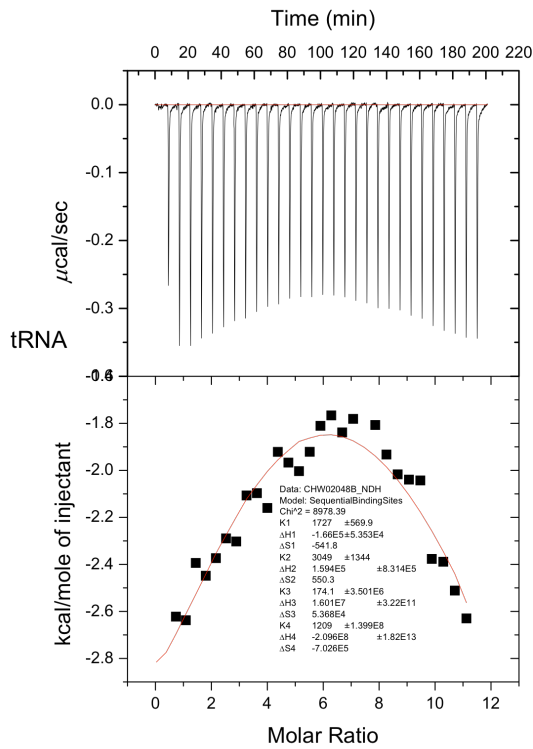 Time (min)
0 20 40 60 80 100 120 140 160 180 200 220
0.0
-0.1
-0.2
-0.3
µcal/sec
tRNA
-1.6
-1.8
-2.0
-2.2
-2.4
-2.6
-2.8
kcal/mole of injectant
Data: CHW02048B_NDH
Model: SequentialBindingSites
Chi^2 = 8978.39
K1 1727 ±569.9
ΔH1 -1.66E5 ±5.353E4
ΔS1 -541.8
K2 3049 ±1344
ΔH2 1.594E5 ±8.314E5
ΔS2 550.3
K3 174.1 ±3.501E6
ΔH3 1.601E7 ±3.22E11
ΔS3 5.368E4
K4 1209 ±1.399E8
ΔH4 -2.096E8 ±1.82E13
ΔS4 -7.026E5
0 2 4 6 8 10 12
Molar Ratio